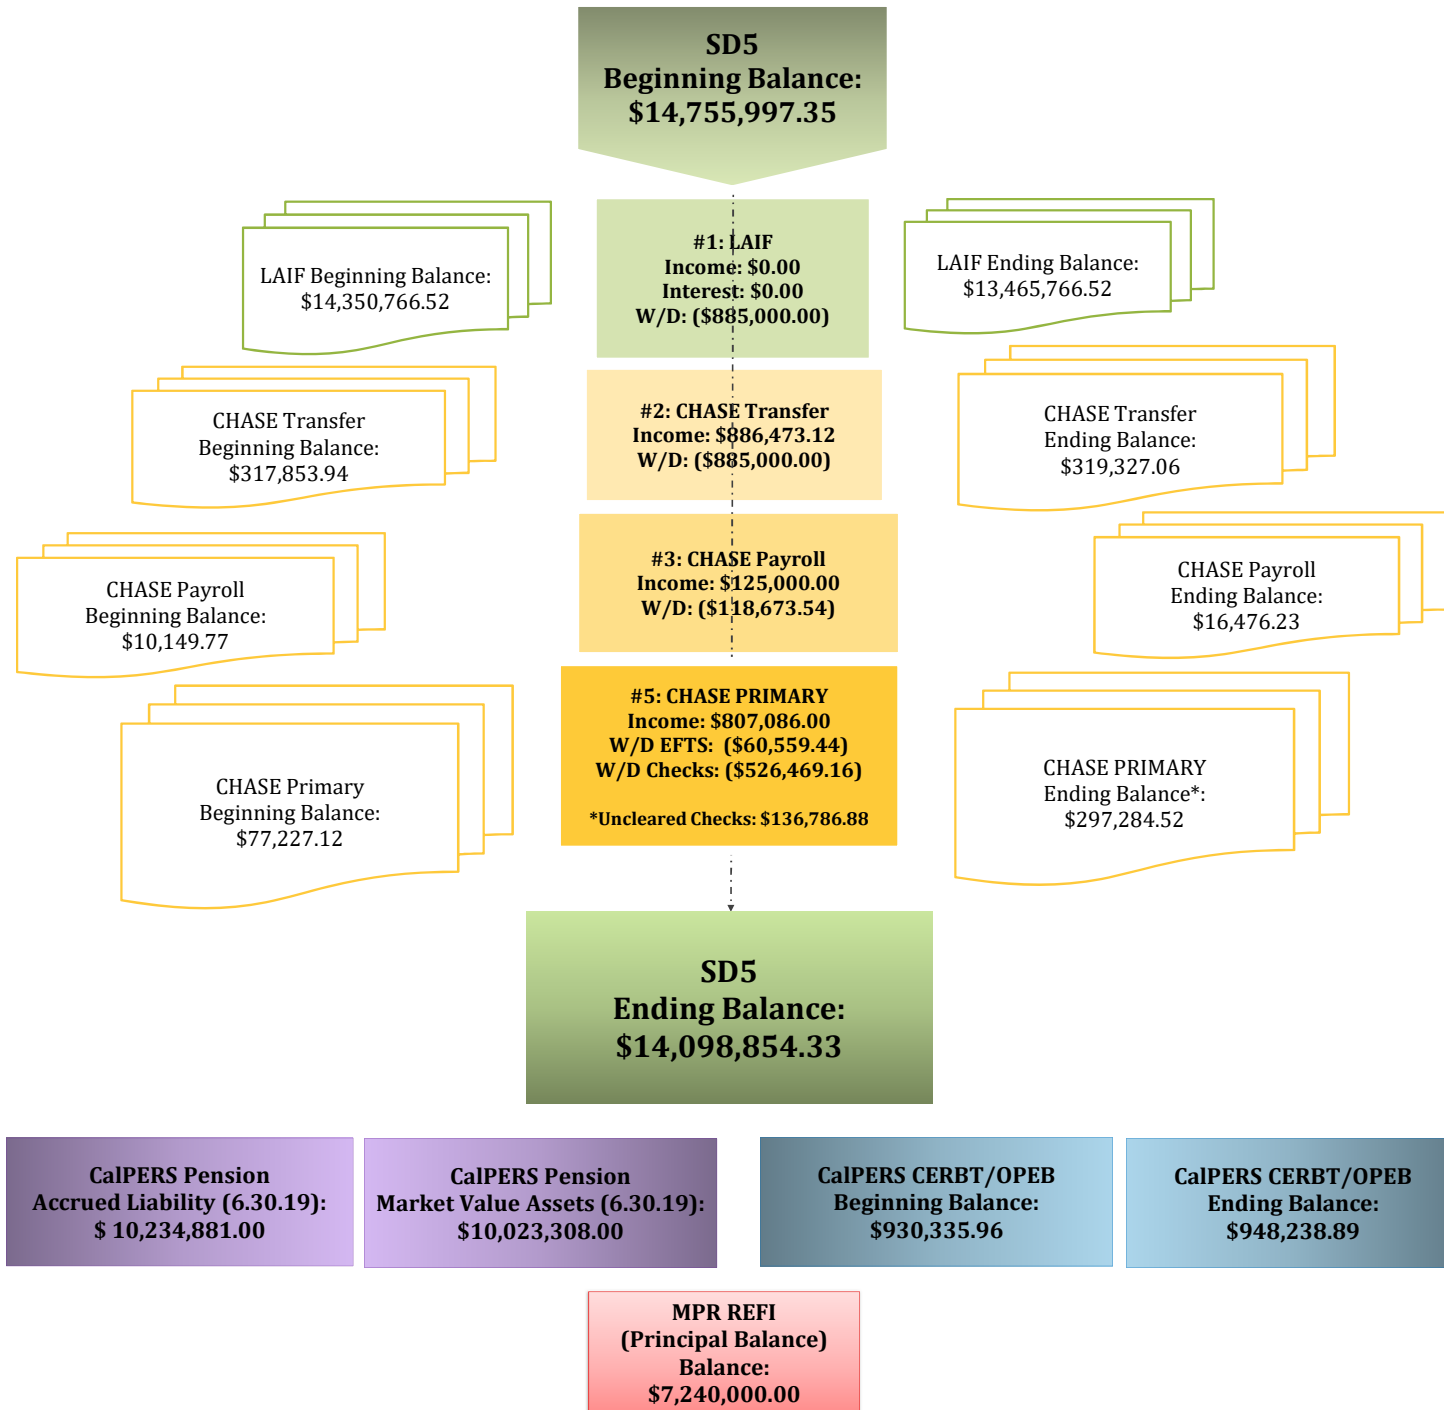 SD5
Beginning Balance:
$14,755,997.35
LAIF Beginning Balance:
$14,350,766.52
#1: LAIF
Income: $0.00
Interest: $0.00
W/D: ($885,000.00)
LAIF Ending Balance:
$13,465,766.52
CHASE Transfer
Beginning Balance:
$317,853.94
#2: CHASE Transfer
Income: $886,473.12
W/D: ($885,000.00)
CHASE Transfer
Ending Balance:
$319,327.06
CHASE Payroll
Beginning Balance:
$10,149.77
#3: CHASE Payroll
Income: $125,000.00
W/D: ($118,673.54)
CHASE Payroll
Ending Balance:
$16,476.23
CHASE Primary
Beginning Balance:
$77,227.12
#5: CHASE PRIMARY
Income: $807,086.00
W/D EFTS:  ($60,559.44)
W/D Checks: ($526,469.16)
*Uncleared Checks: $136,786.88
CHASE PRIMARY
Ending Balance*:
$297,284.52
SD5
Ending Balance:
$14,098,854.33
CalPERS Pension
Accrued Liability (6.30.19):
$ 10,234,881.00
CalPERS Pension
Market Value Assets (6.30.19):
$10,023,308.00
CalPERS CERBT/OPEB
Beginning Balance:
$930,335.96
CalPERS CERBT/OPEB
Ending Balance:
$948,238.89
MPR REFI
(Principal Balance)
Balance:
$7,240,000.00